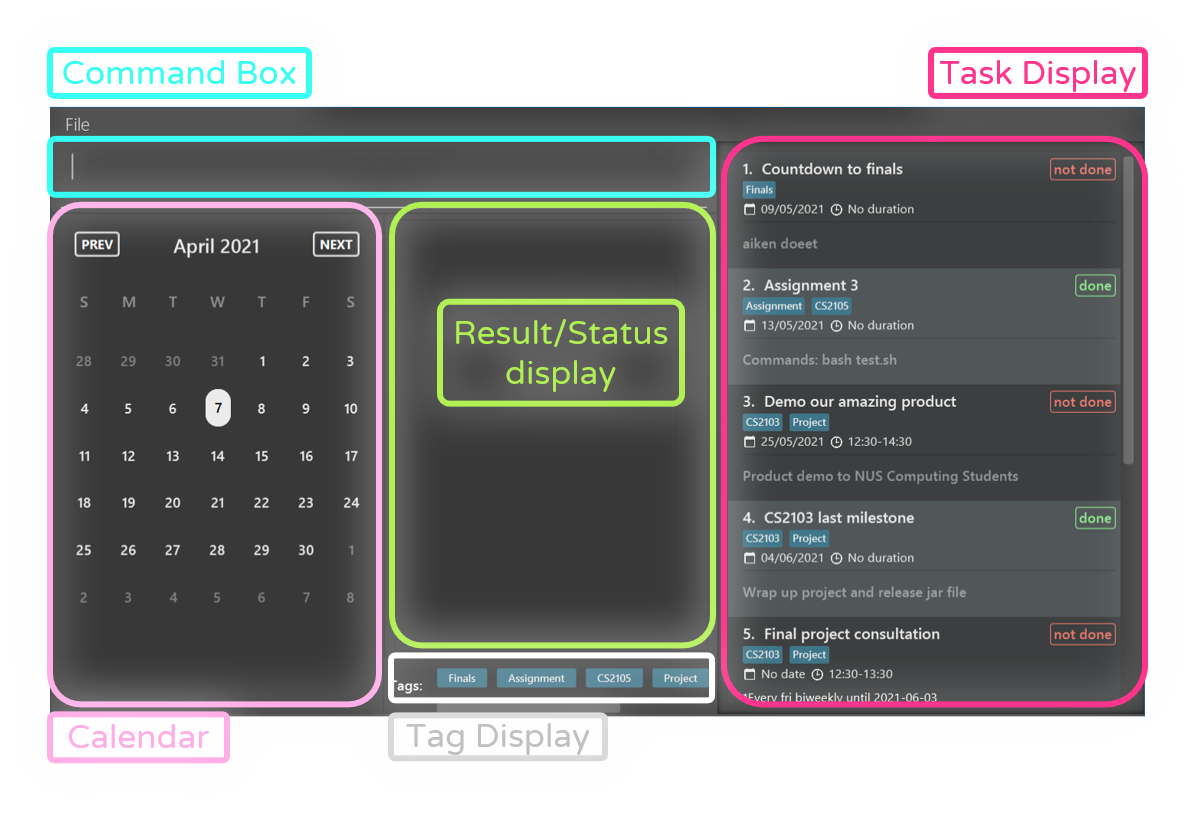 Command Box
Task Display
File
PREV April 2021 NEXT
S M T W T F S
28 29 30 31 1 2 3
4 5 6 7 8 9 10
11 12 13 14 15 16 17
18 19 20 21 22 23 24
25 26 27 28 29 30 1
2 3 4 5 6 7 8
Calendar
Result/Status
display
Tags: Finals Assignment CS2105 Project
Tag Display
1. Countdown to finals not done
Finals
09/05/2021 No duration
aiken doeet
2. Assignment 3 done
Assignment CS2105
13/05/2021 No duration
Commands: bash test.sh
3. Demo our amazing product not done
CS2103 Project
25/05/2021 12:30-14:30
Product demo to NUS Computing Students
4. CS2103 last milestone done
CS2103 Project
04/06/2021 No duration
Wrap up project and release jar file
5. Final project consultation not done
CS2103 Project
No date 12:30-13:30
*Every fri biweekly until 2021-06-03